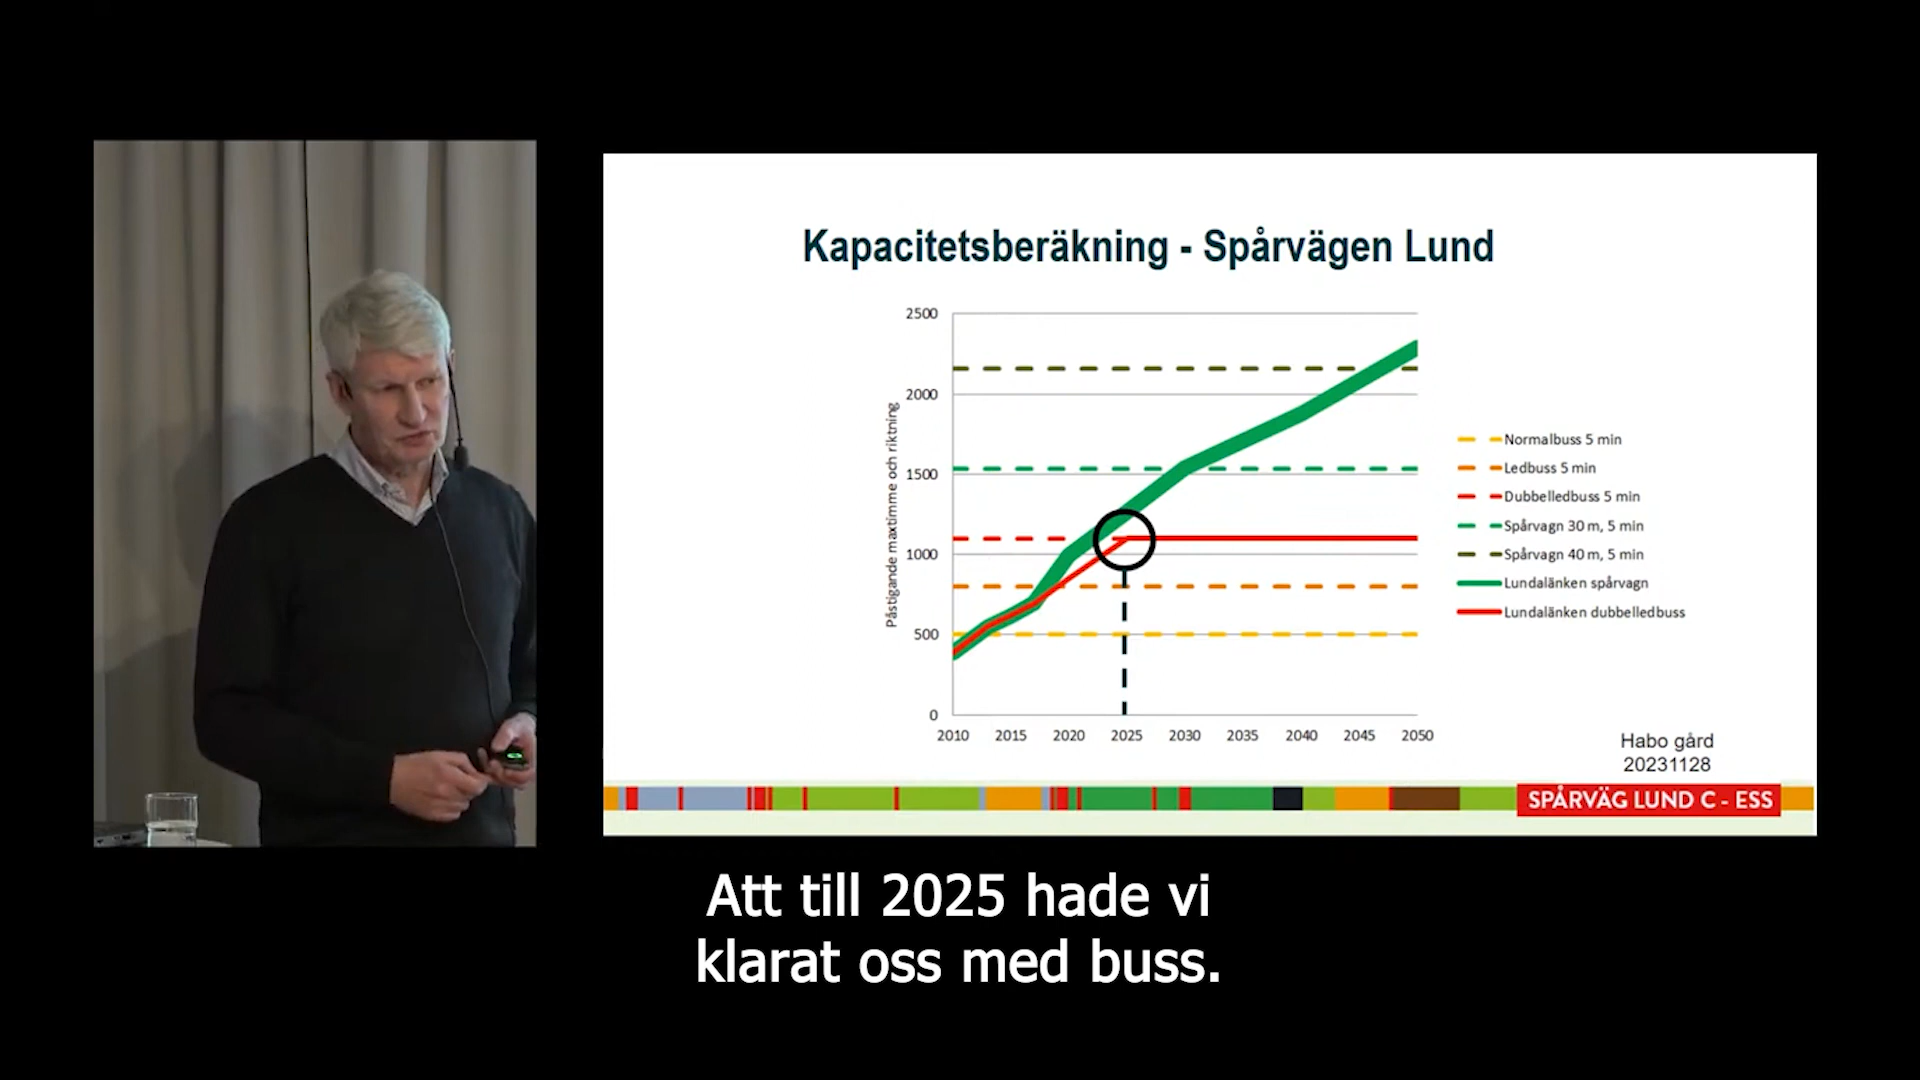 Kapacitetsberäkning - Spårvägen Lund
Påstigande maxtimme och riktning
2500
2000
1500
1000
500
0
2010 2015 2020 2025 2030 2035 2040 2045 2050
Normalbuss 5 min
Ledbuss 5 min
Dubbelledbuss 5 min
Spårvagn 30 m, 5 min
Spårvagn 40 m, 5 min
Lundalänken spårvagn
Lundalänken dubbelledbuss
Habo gård
20231128
SPÅRVÄG LUND C - ESS
Att till 2025 hade vi
klarat oss med buss.